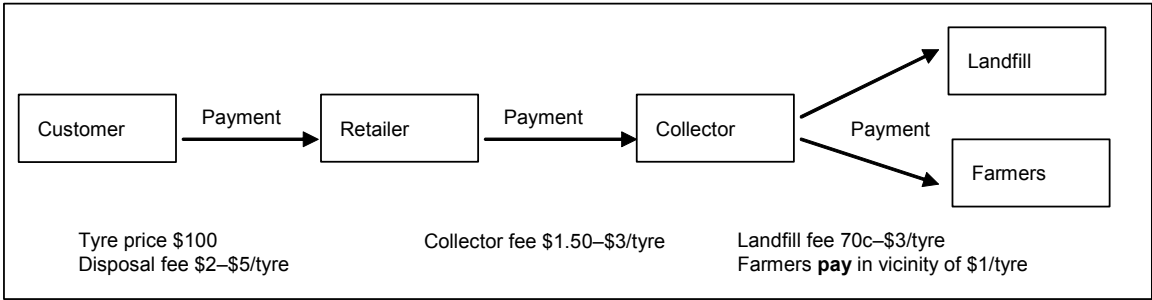 Landfill
Customer
Payment
Retailer
Payment
Collector
Payment
Farmers
Tyre price $100
Disposal fee $2–$5/tyre
Collector fee $1.50–$3/tyre
Landfill fee 70c–$3/tyre
Farmers pay in vicinity of $1/tyre